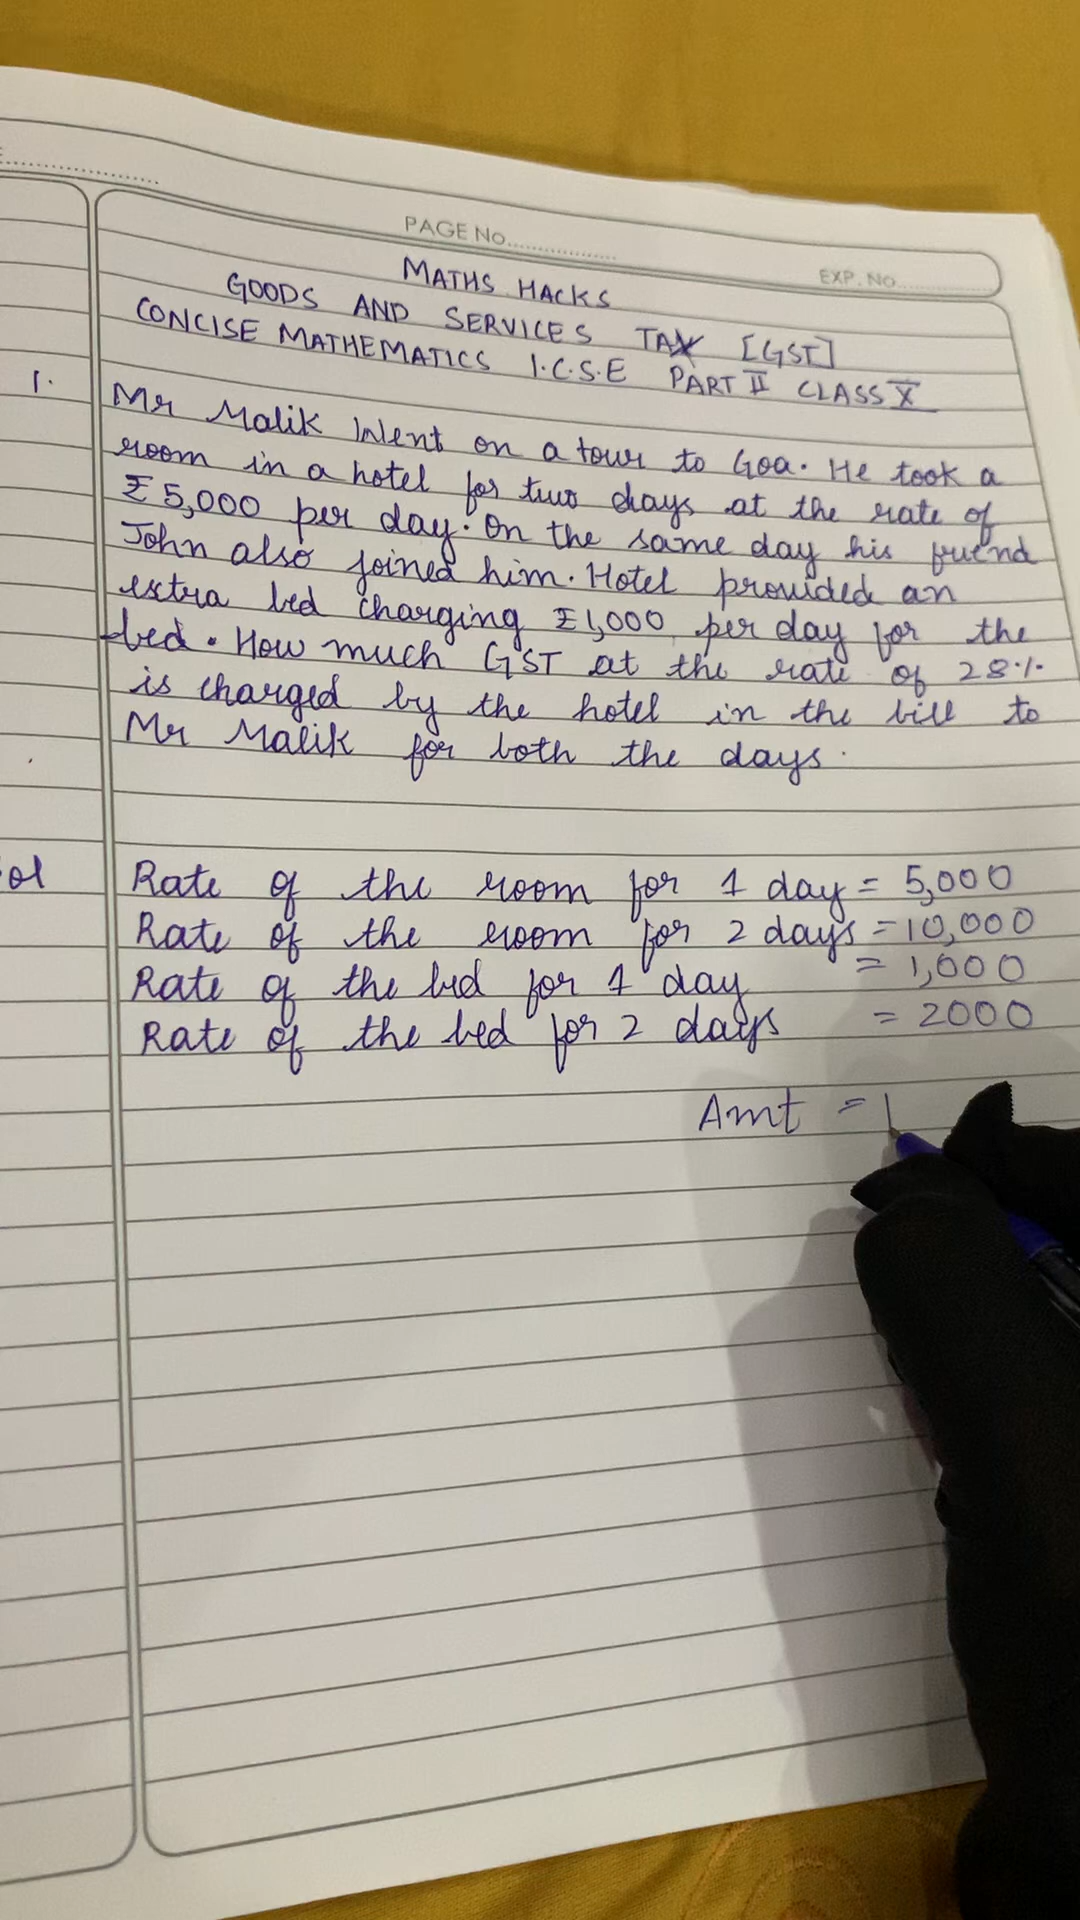 PAGE No.
EXP. No.
MATHS HACKS
GOODS AND SERVICES TAX [GST]
CONCISE MATHEMATICS I.C.S.E PART II CLASS X
1. Mr Malik Went on a tour to Goa. He took a
room in a hotel for two days at the rate of
₹5,000 per day. On the same day his friend
John also joined him. Hotel provided an
extra bed charging ₹1,000 per day for the
bed. How much GST at the rate of 28%
is charged by the hotel in the bill to
Mr Malik for both the days.
ol Rate of the room for 1 day = 5,000
Rate of the room for 2 days = 10,000
Rate of the bed for 1 day = 1,000
Rate of the bed for 2 days = 2000
Amt = 1